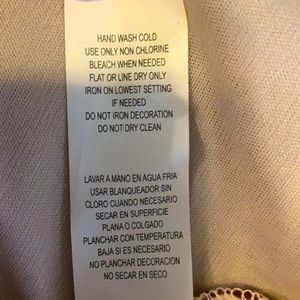 HAND WASH COLD
USE ONLY NON CHLORINE
BLEACH WHEN NEEDED
FLAT OR LINE DRY ONLY
IRON ON LOWEST SETTING
IF NEEDED
DO NOT IRON DECORATION
DO NOT DRY CLEAN
LAVAR A MANO EN AGUA FRIA
USAR BLANQUEADOR SIN
CLORO CUANDO NECESARIO
SECAR EN SUPERFICIE
PLANA O COLGADO
PLANCHAR CON TEMPERATURA
BAJA SI ES NECESARIO
NO PLANCHAR DECORACION
NO SECAR EN SECO